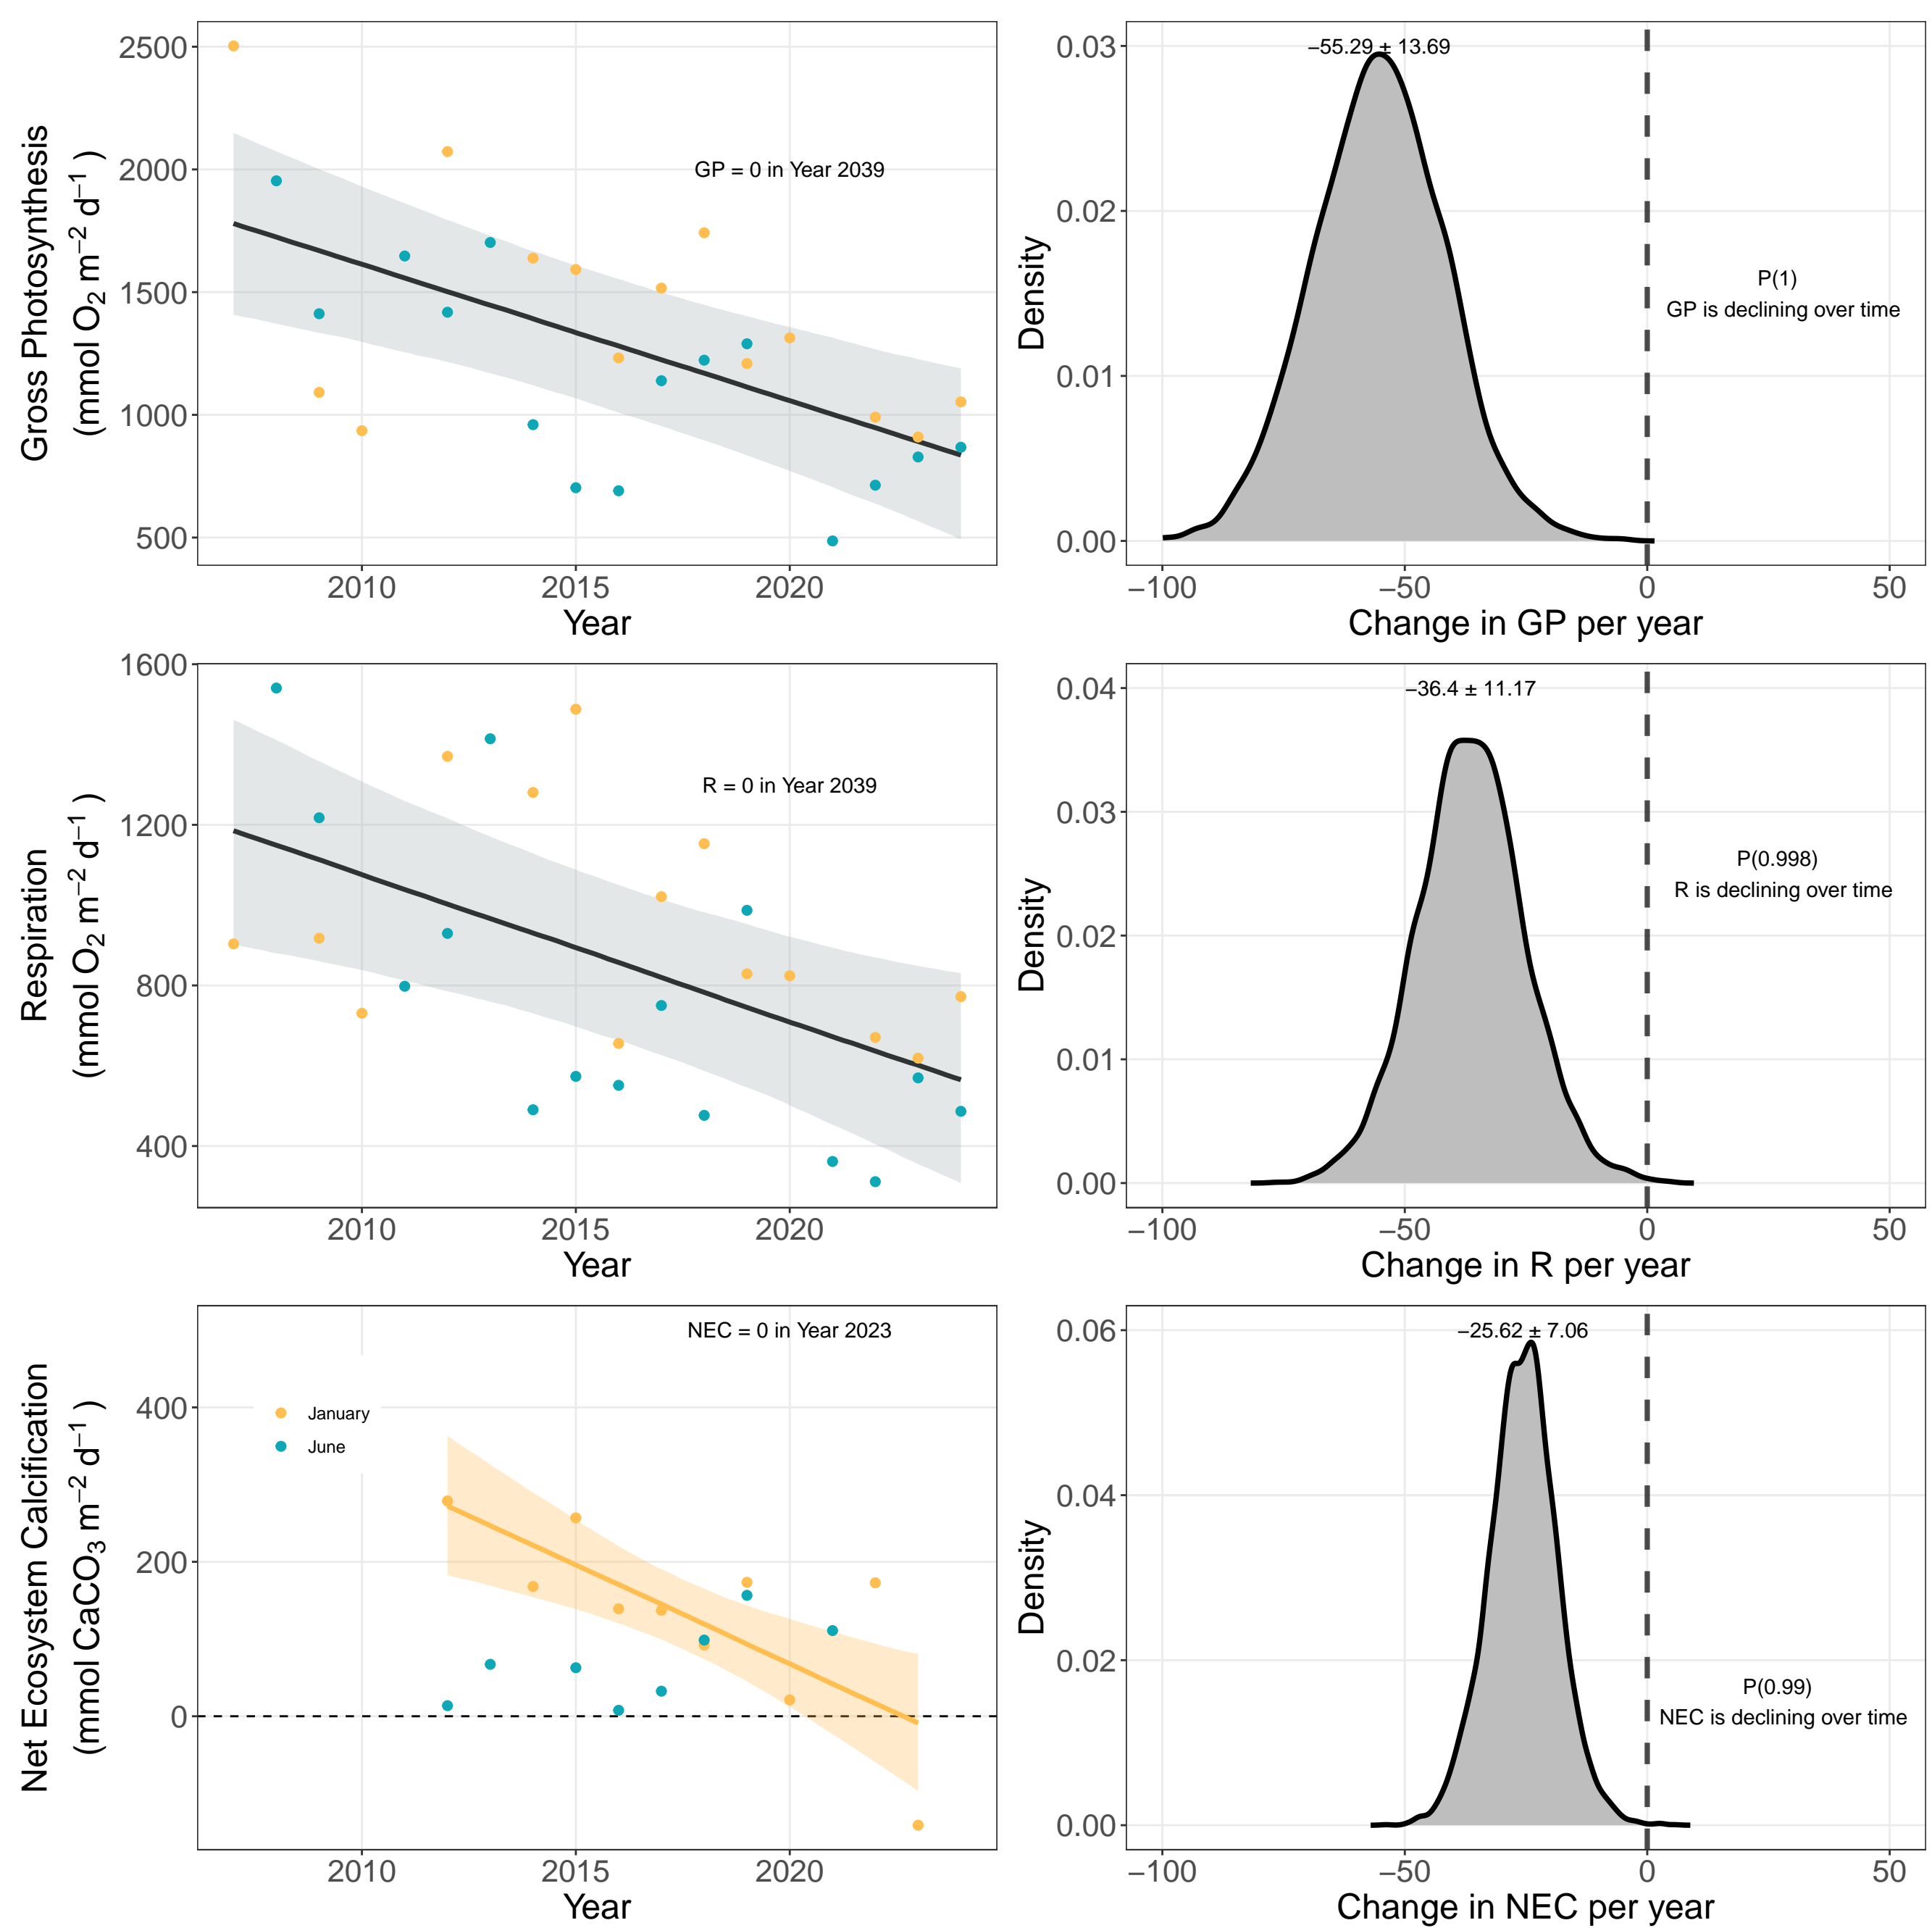 Gross Photosynthesis
(mmol O₂ m⁻² d⁻¹ )
2500
2000
1500
1000
500
GP = 0 in Year 2039
2010 2015 2020
Year
Density
0.03
0.02
0.01
0.00
−55.29 ± 13.69
P(1)
GP is declining over time
−100 −50 0 50
Change in GP per year
Respiration
(mmol O₂ m⁻² d⁻¹ )
1600
1200
800
400
R = 0 in Year 2039
2010 2015 2020
Year
Density
0.04
0.03
0.02
0.01
0.00
−36.4 ± 11.17
P(0.998)
R is declining over time
−100 −50 0 50
Change in R per year
Net Ecosystem Calcification
(mmol CaCO₃ m⁻² d⁻¹ )
400
200
0
NEC = 0 in Year 2023
January
June
2010 2015 2020
Year
Density
0.06
0.04
0.02
0.00
−25.62 ± 7.06
P(0.99)
NEC is declining over time
−100 −50 0 50
Change in NEC per year